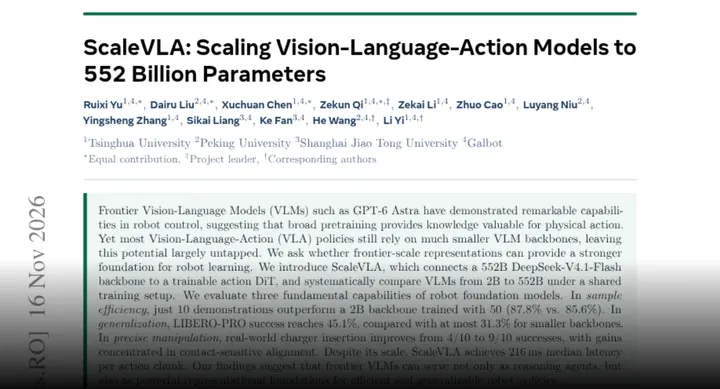 ScaleVLA: Scaling Vision-Language-Action Models to
552 Billion Parameters
Ruixi Yu1,4,*, Dairu Liu2,4,*, Xuchuan Chen1,4,*, Zekun Qi1,4,*,‡, Zekai Li1,4, Zhuo Cao1,4, Luyang Niu2,4,
Yingsheng Zhang1,4, Sikai Liang3,4, Ke Fan3,4, He Wang2,4,†, Li Yi1,4,†
1Tsinghua University 2Peking University 3Shanghai Jiao Tong University 4Galbot
*Equal contribution, ‡Project leader, †Corresponding authors
Frontier Vision-Language Models (VLMs) such as GPT-6 Astra have demonstrated remarkable capabili-
ties in robot control, suggesting that broad pretraining provides knowledge valuable for physical action.
Yet most Vision-Language-Action (VLA) policies still rely on much smaller VLM backbones, leaving
this potential largely untapped. We ask whether frontier-scale representations can provide a stronger
foundation for robot learning. We introduce ScaleVLA, which connects a 552B DeepSeek-V4.1-Flash
backbone to a trainable action DiT, and systematically compare VLMs from 2B to 552B under a shared
training setup. We evaluate three fundamental capabilities of robot foundation models. In sample
efficiency, just 10 demonstrations outperform a 2B backbone trained with 50 (87.8% vs. 85.6%). In
generalization, LIBERO-PRO success reaches 45.1%, compared with at most 31.3% for smaller backbones.
In precise manipulation, real-world charger insertion improves from 4/10 to 9/10 successes, with gains
concentrated in contact-sensitive alignment. Despite its scale, ScaleVLA achieves 216 ms median latency
per action chunk. Our findings suggest that frontier VLMs can serve not only as reasoning agents, but
also as powerful representational foundations for efficient and generalizable robot policies.
s.RO] 16 Nov 2026